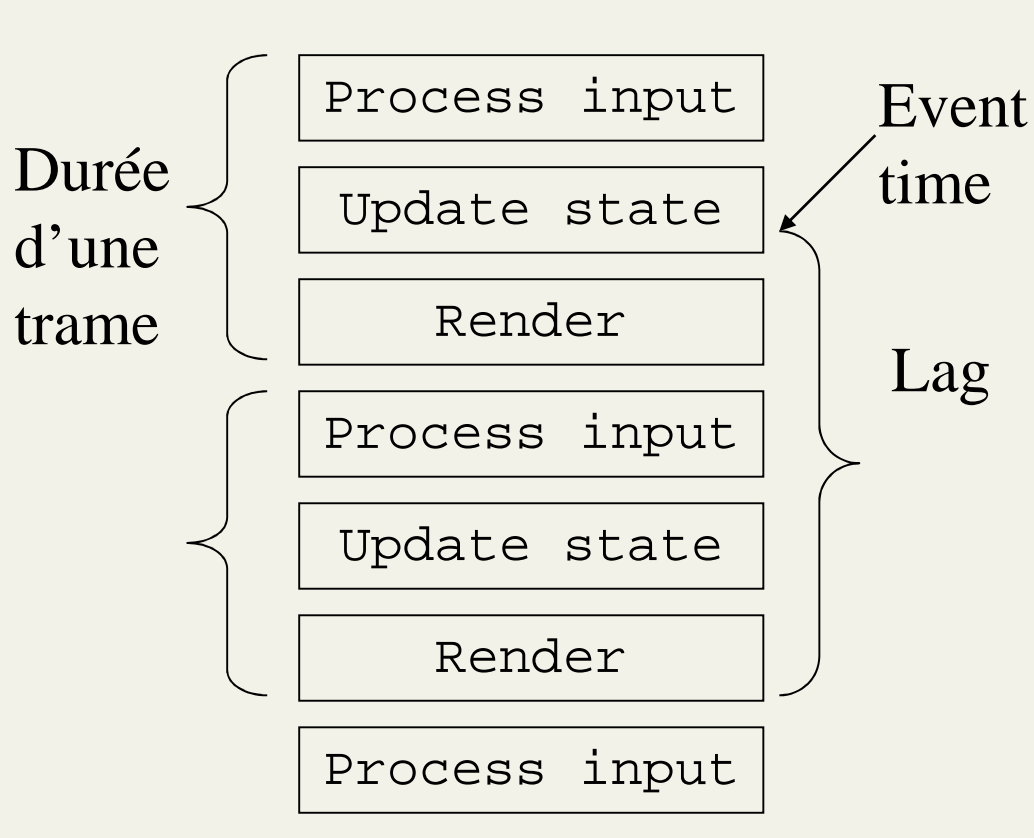 Durée
d’une
trame
Process input
Update state
Render
Process input
Update state
Render
Process input
Event
time
Lag